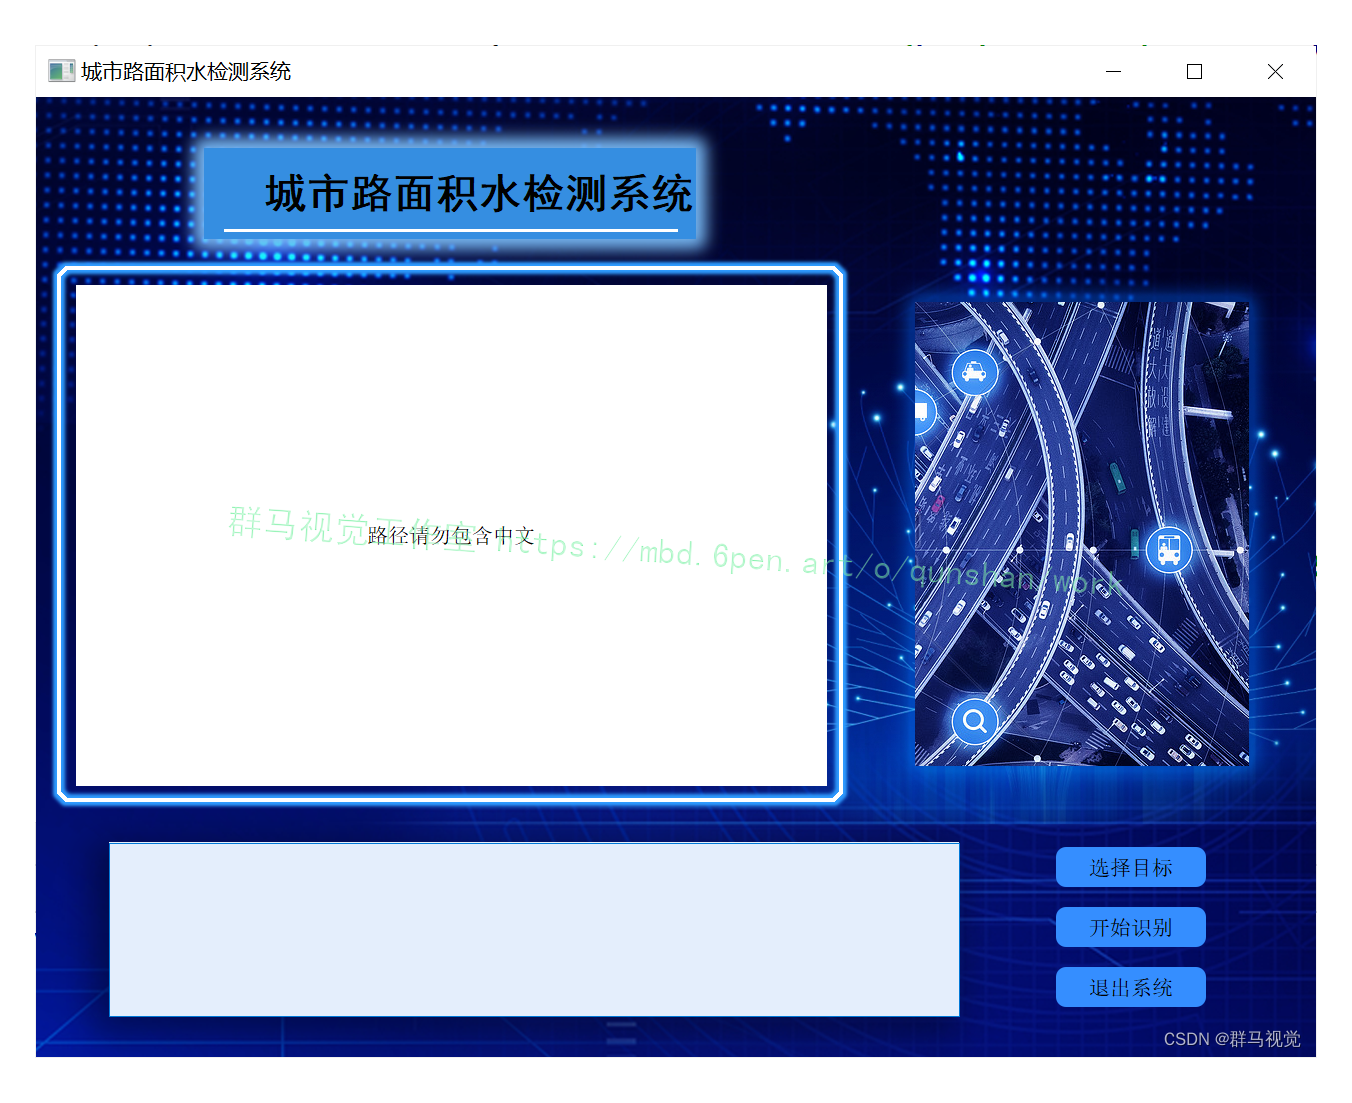 城市路面积水检测系统
城市路面积水检测系统
路径请勿包含中文
群马视觉工作室 https://mbd.6pen.art/o/qunshan.work
选择目标
开始识别
退出系统
CSDN @群马视觉